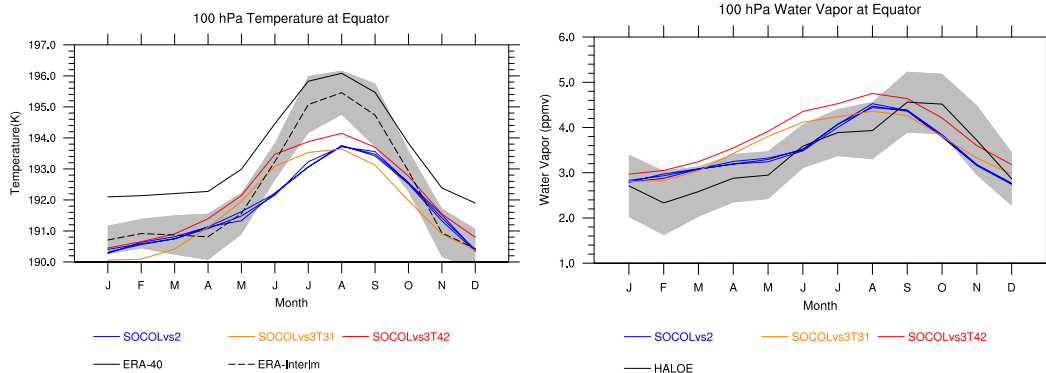 100 hPa Temperature at Equator
197.0
196.0
195.0
194.0
193.0
192.0
191.0
190.0
Temperature(K)
J F M A M J J A S O N D
Month
SOCOLvs2 SOCOLvs3T31 SOCOLvs3T42
ERA-40 ERA-Interim
100 hPa Water Vapor at Equator
6.0
5.0
4.0
3.0
2.0
1.0
Water Vapor (ppmv)
J F M A M J J A S O N D
Month
SOCOLvs2 SOCOLvs3T31 SOCOLvs3T42
HALOE